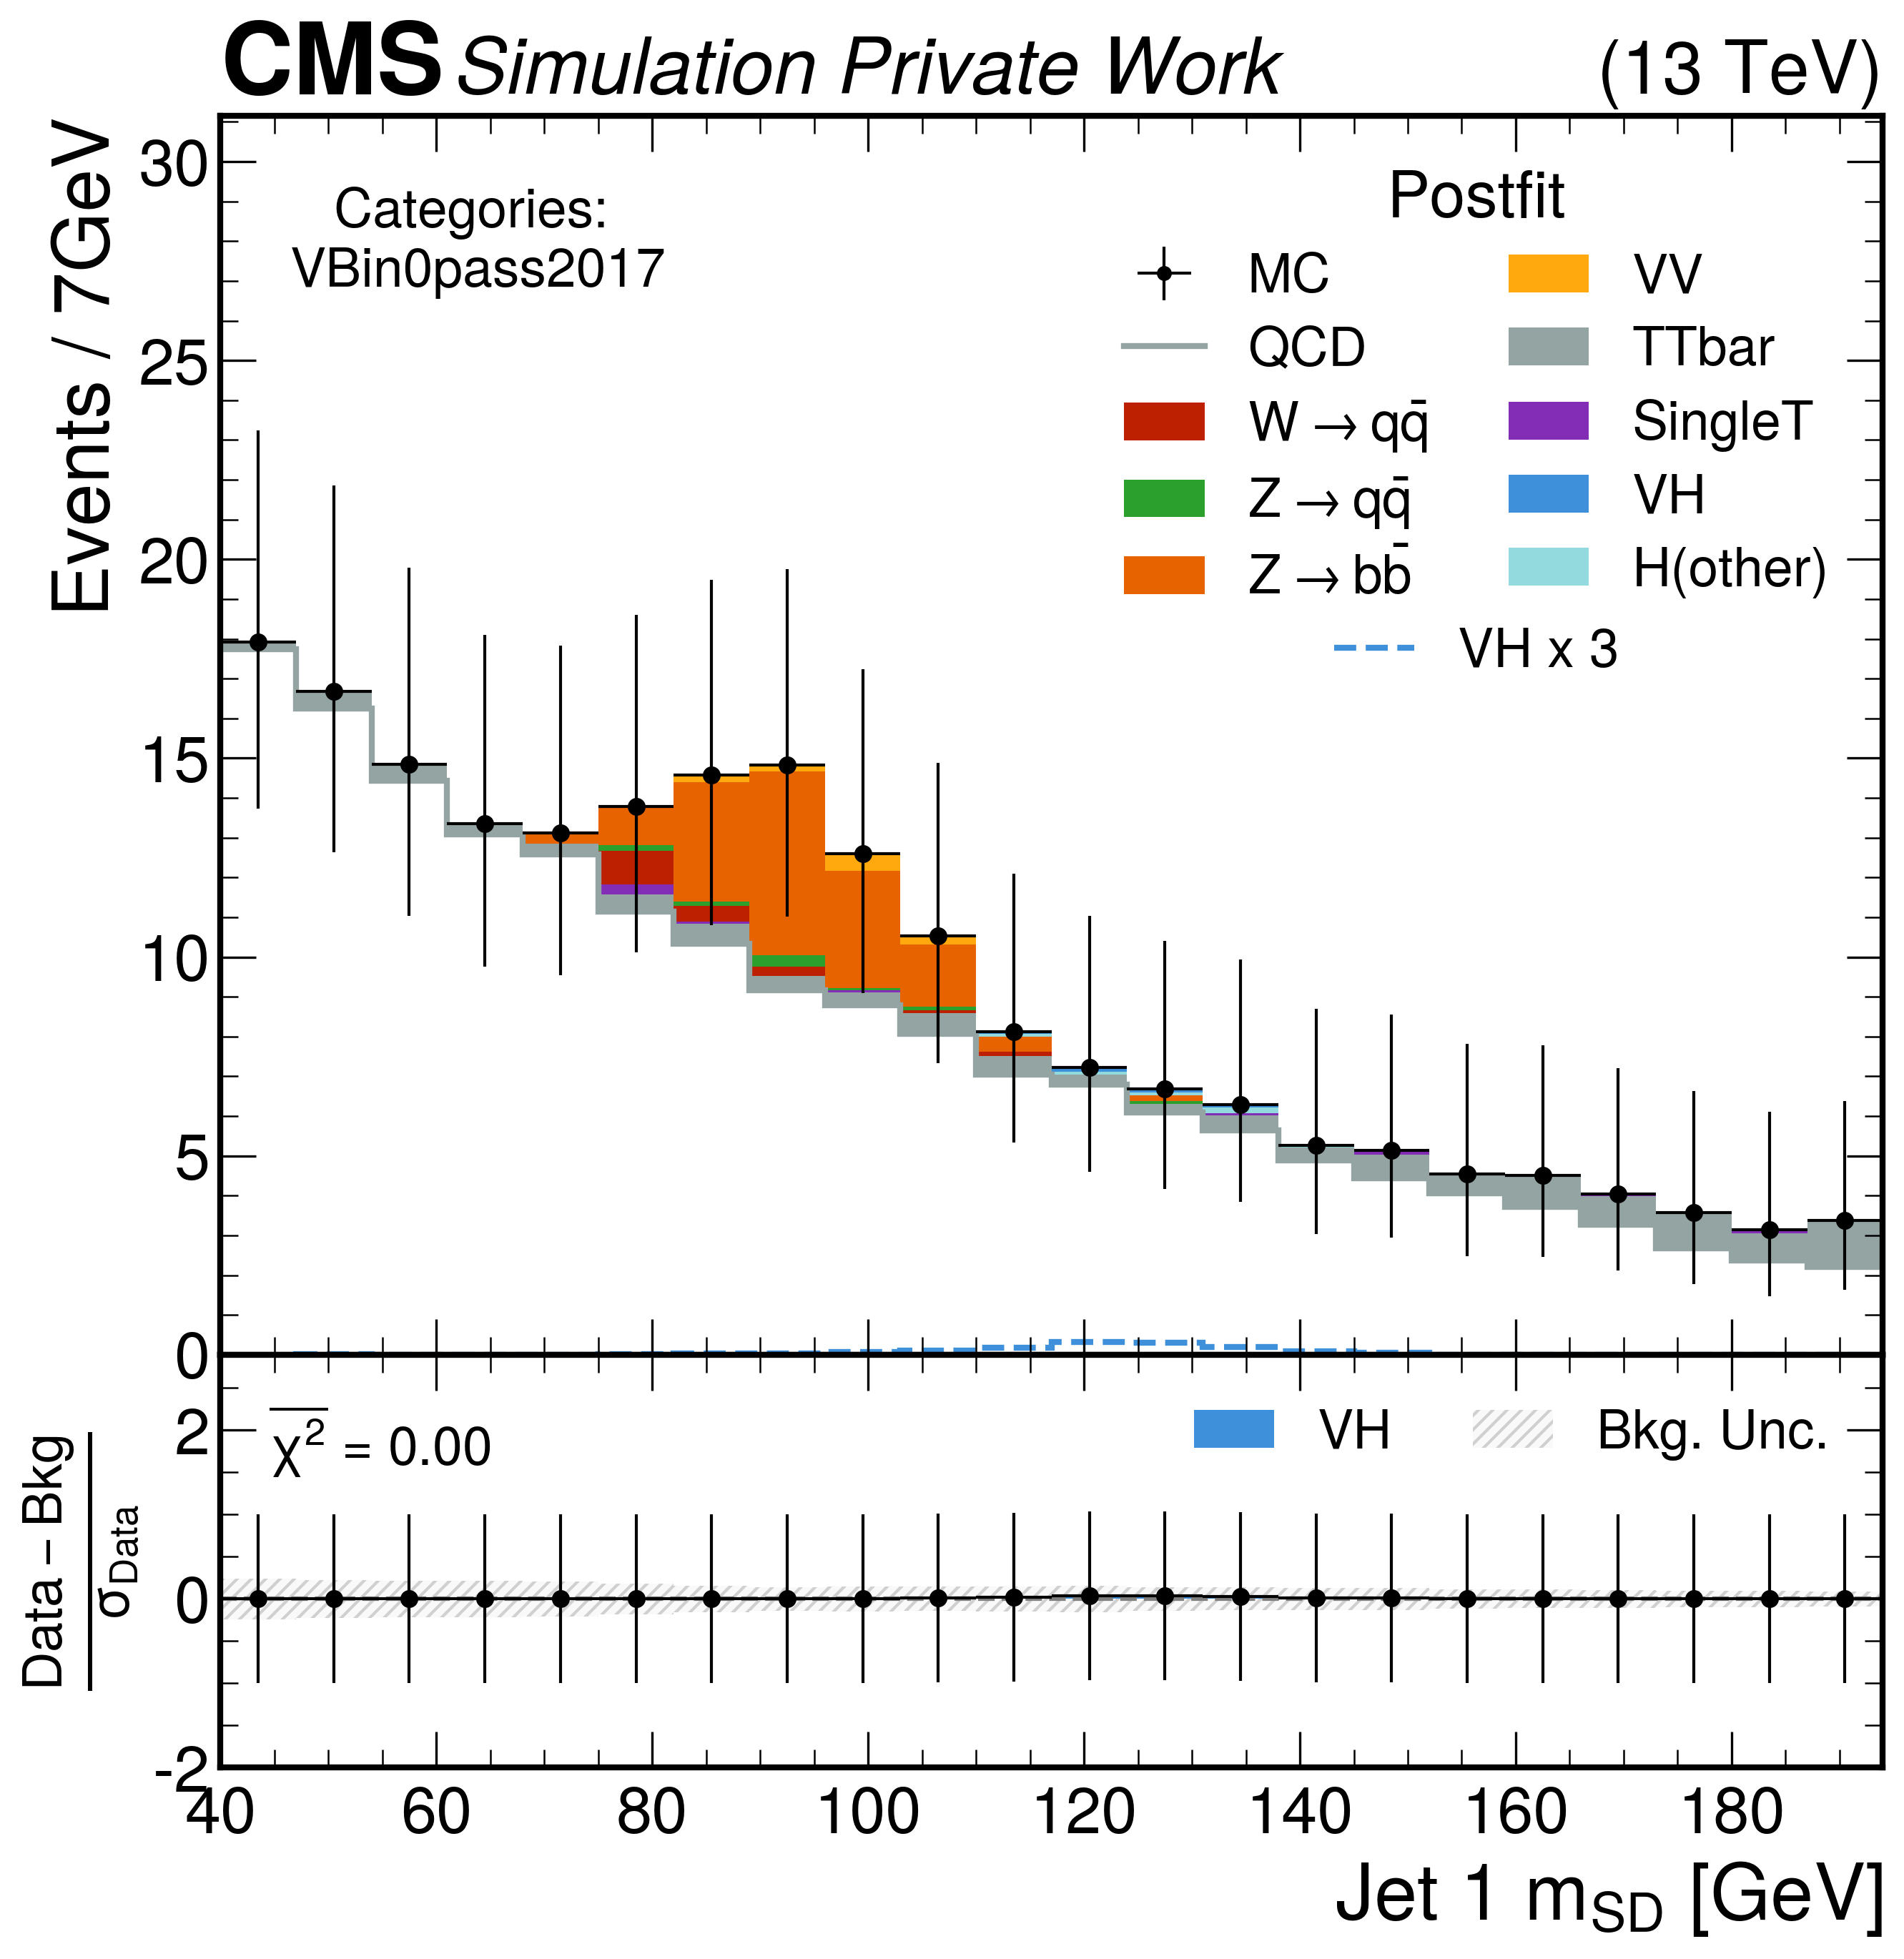 CMS Simulation Private Work (13 TeV)
Events / 7GeV
30
25
20
15
10
5
0
Categories:
VBin0pass2017
Postfit
MC
QCD
W → qq̄
Z → qq̄
Z → bb̄
VV
TTbar
SingleT
VH
H(other)
VH x 3
Data − Bkg
σData
2
0
-2
χ² = 0.00
VH
Bkg. Unc.
40 60 80 100 120 140 160 180
Jet 1 mSD [GeV]